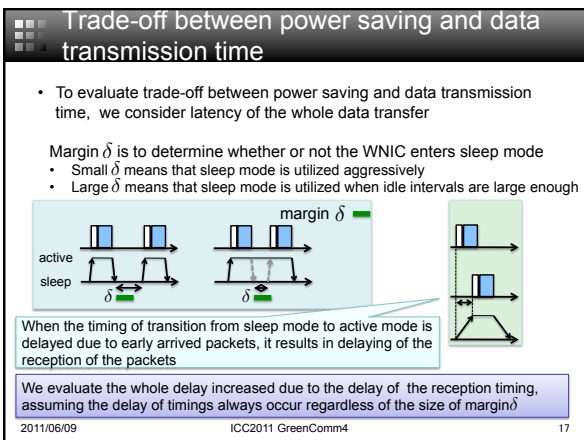 Trade-off between power saving and data
transmission time
• To evaluate trade-off between power saving and data transmission
time, we consider latency of the whole data transfer
Margin δ is to determine whether or not the WNIC enters sleep mode
• Small δ means that sleep mode is utilized aggressively
• Large δ means that sleep mode is utilized when idle intervals are large enough
margin δ
active
sleep
δ
δ
When the timing of transition from sleep mode to active mode is
delayed due to early arrived packets, it results in delaying of the
reception of the packets
We evaluate the whole delay increased due to the delay of the reception timing,
assuming the delay of timings always occur regardless of the size of marginδ
2011/06/09
ICC2011 GreenComm4
17